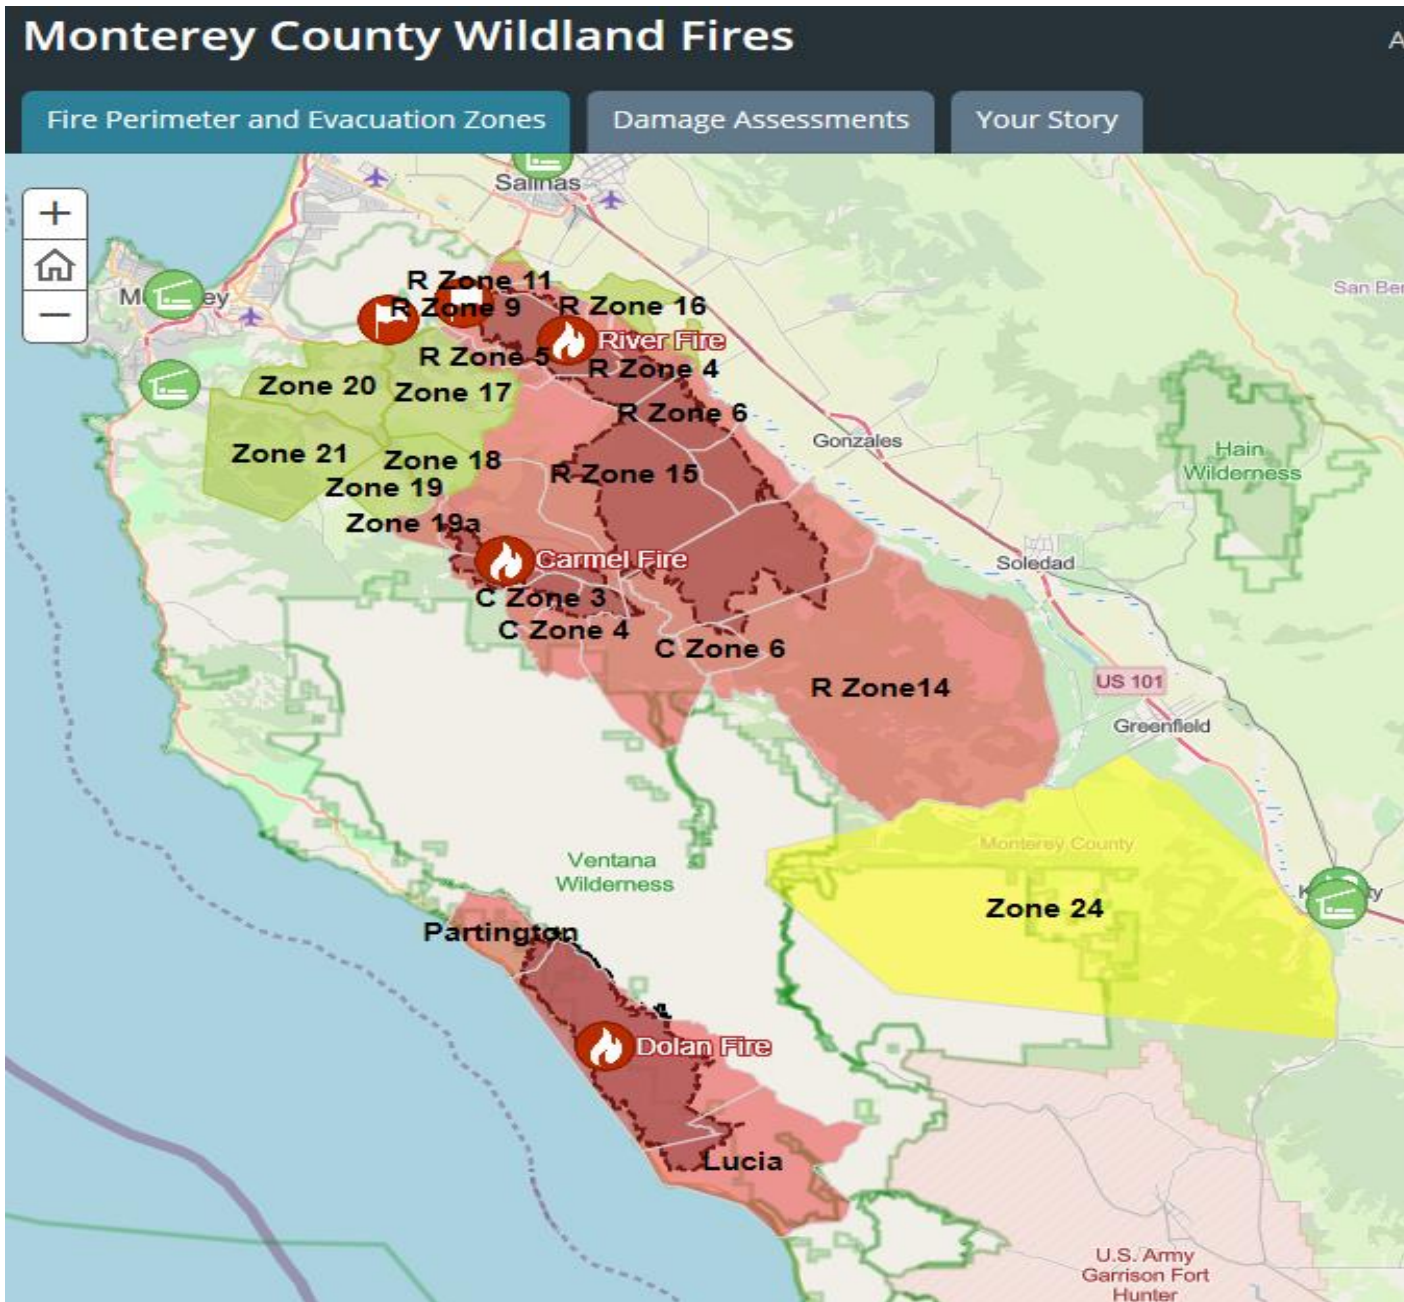 Monterey County Wildland Fires
A
Fire Perimeter and Evacuation Zones
Damage Assessments
Your Story
Salinas
+
−
San Ber
R Zone 11
R Zone 9
R Zone 16
River Fire
R Zone 5
R Zone 4
Zone 20
Zone 17
R Zone 6
Gonzales
Zone 21
Zone 18
R Zone 15
Hain
Wilderness
Zone 19
Zone 19a
Carmel Fire
Soledad
C Zone 3
C Zone 4
C Zone 6
R Zone14
US 101
Greenfield
Monterey County
Ventana
Wilderness
Zone 24
Partington
Dolan Fire
Lucia
U.S. Army
Garrison Fort
Hunter